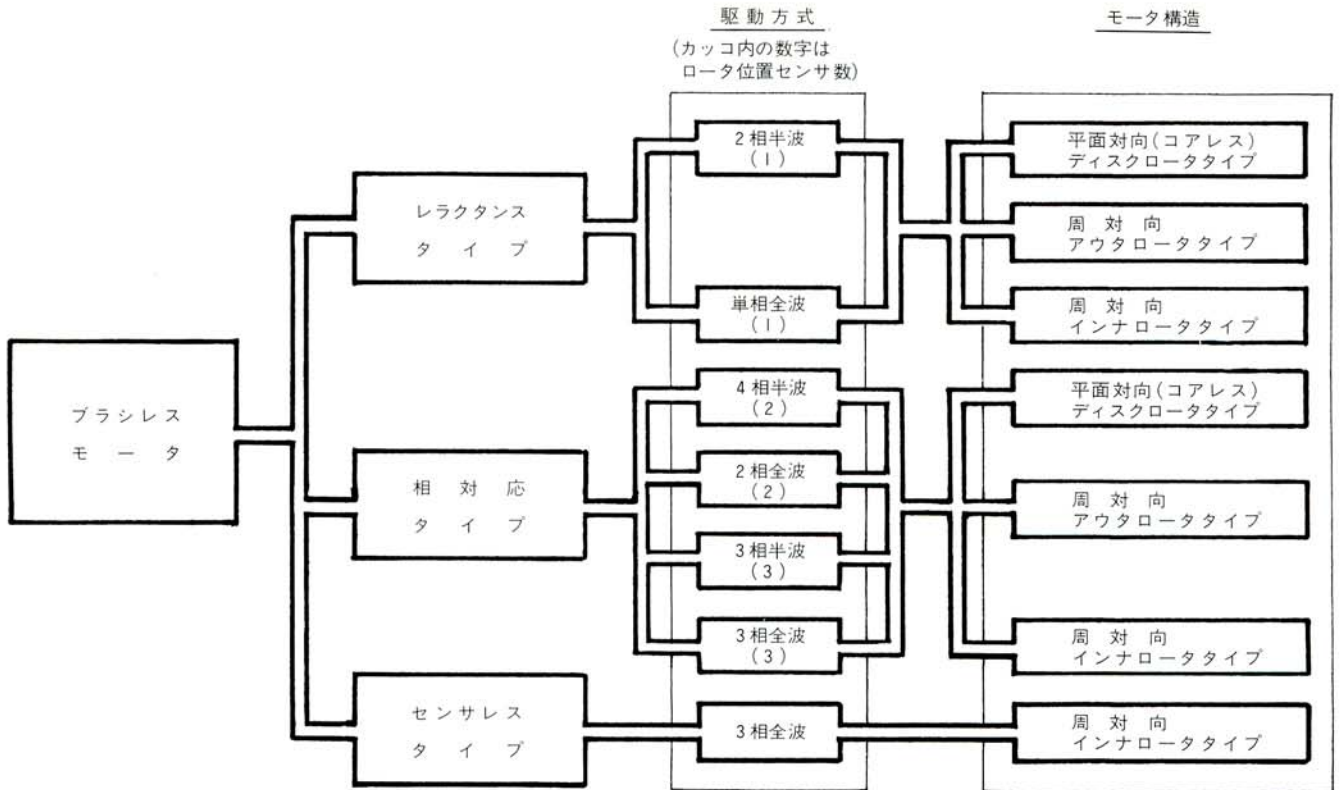 駆動方式
(カッコ内の数字は
ロータ位置センサ数)
モータ構造
ブラシレス
モータ
レラクタンス
タイプ
相対応
タイプ
センサレス
タイプ
2相半波
(1)
単相全波
(1)
4相半波
(2)
2相全波
(2)
3相半波
(3)
3相全波
(3)
3相全波
平面対向(コアレス)
ディスクロータタイプ
周対向
アウタロータタイプ
周対向
インナロータタイプ
平面対向(コアレス)
ディスクロータタイプ
周対向
アウタロータタイプ
周対向
インナロータタイプ
周対向
インナロータタイプ